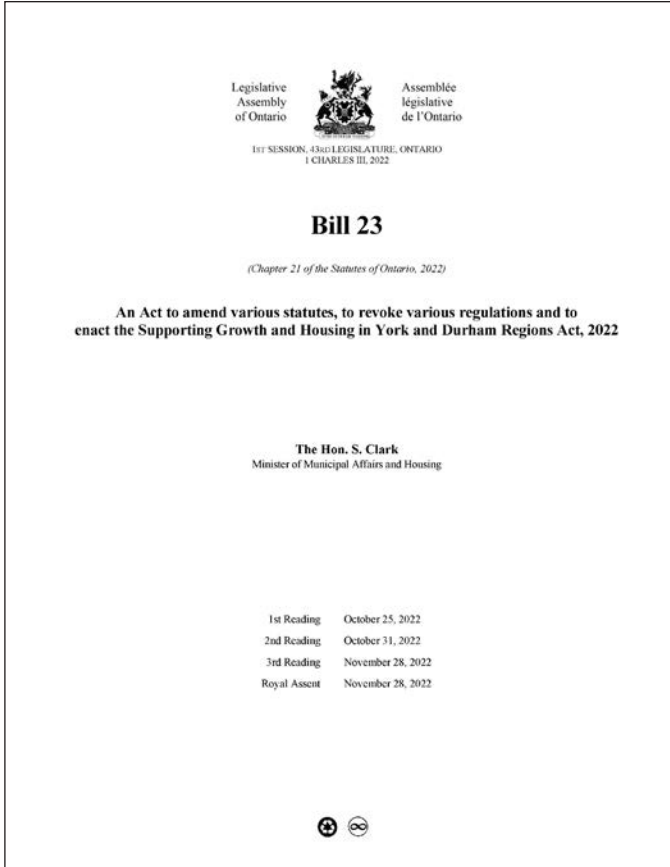 Legislative
Assembly
of Ontario
Assemblée
législative
de l'Ontario
1ST SESSION, 43RD LEGISLATURE, ONTARIO
1 CHARLES III, 2022
Bill 23
(Chapter 21 of the Statutes of Ontario, 2022)
An Act to amend various statutes, to revoke various regulations and to
enact the Supporting Growth and Housing in York and Durham Regions Act, 2022
The Hon. S. Clark
Minister of Municipal Affairs and Housing
1st Reading October 25, 2022
2nd Reading October 31, 2022
3rd Reading November 28, 2022
Royal Assent November 28, 2022